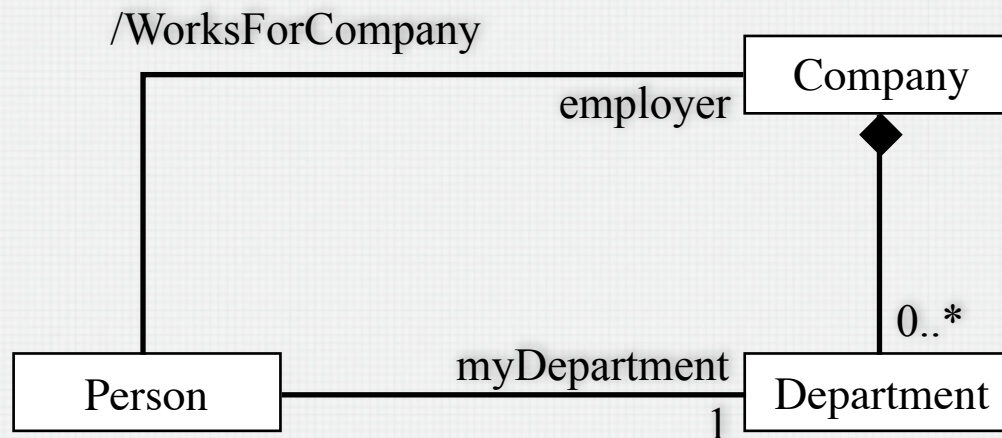 /WorksForCompany
Company
employer
0..*
myDepartment
Person
Department
1